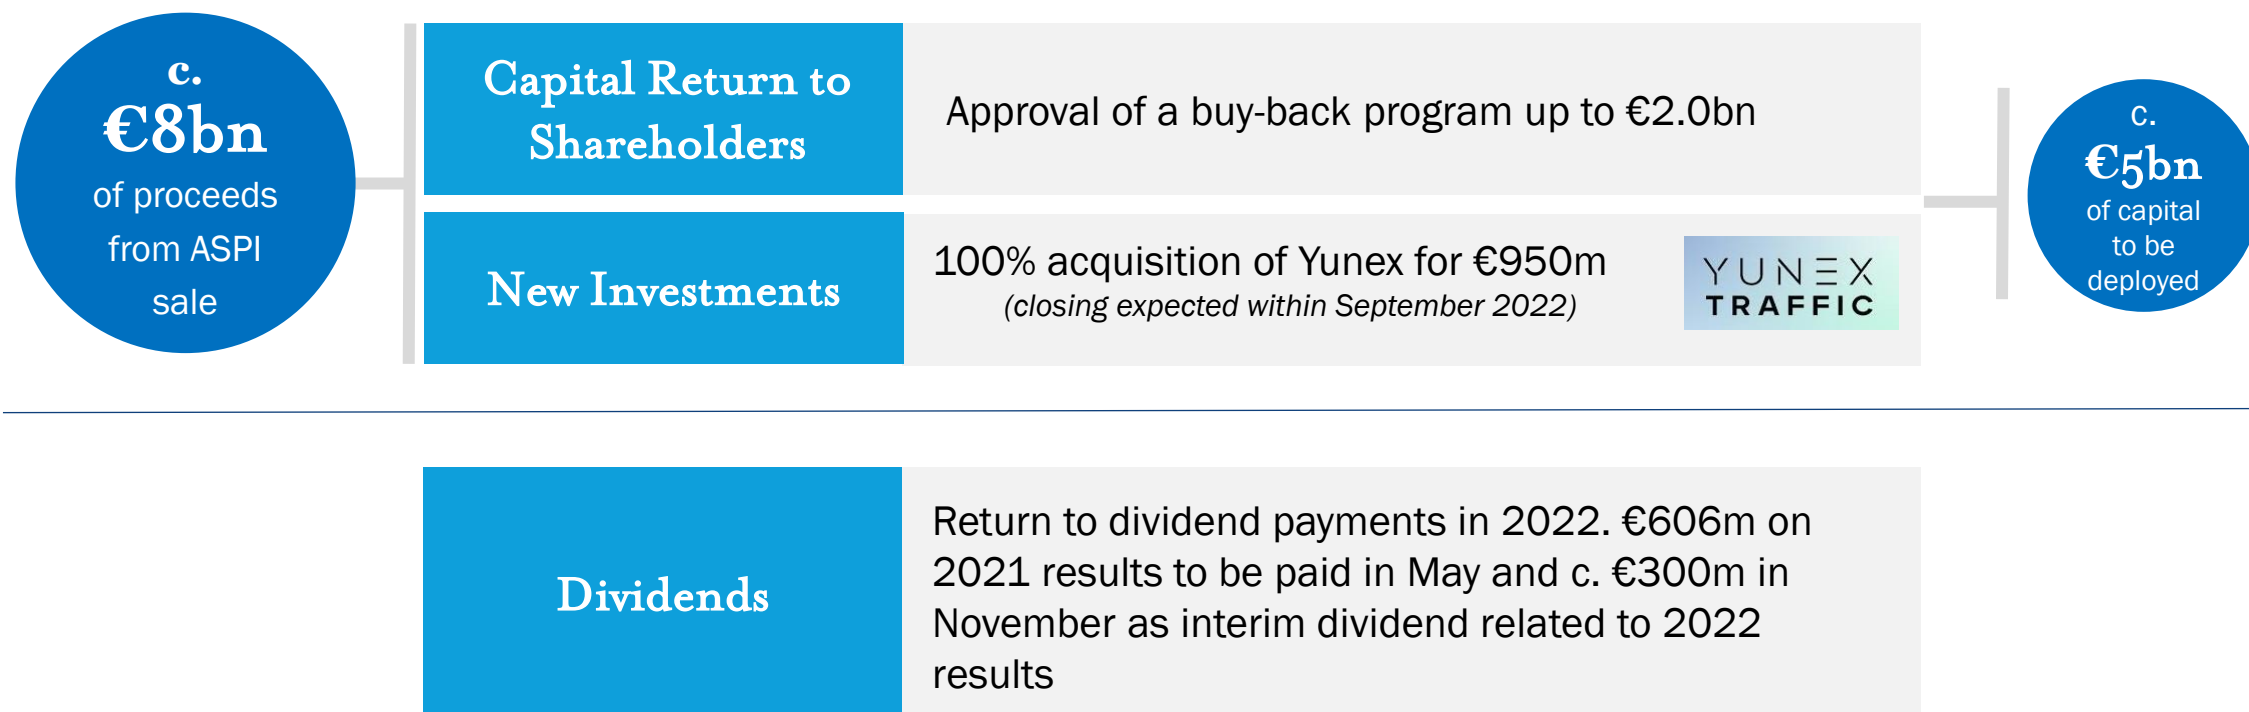 c.
€8bn
of proceeds
from ASPI
sale
Capital Return to
Shareholders
Approval of a buy-back program up to €2.0bn
New Investments
100% acquisition of Yunex for €950m
(closing expected within September 2022)
YUNEX
TRAFFIC
c.
€5bn
of capital
to be
deployed
Dividends
Return to dividend payments in 2022. €606m on
2021 results to be paid in May and c. €300m in
November as interim dividend related to 2022
results